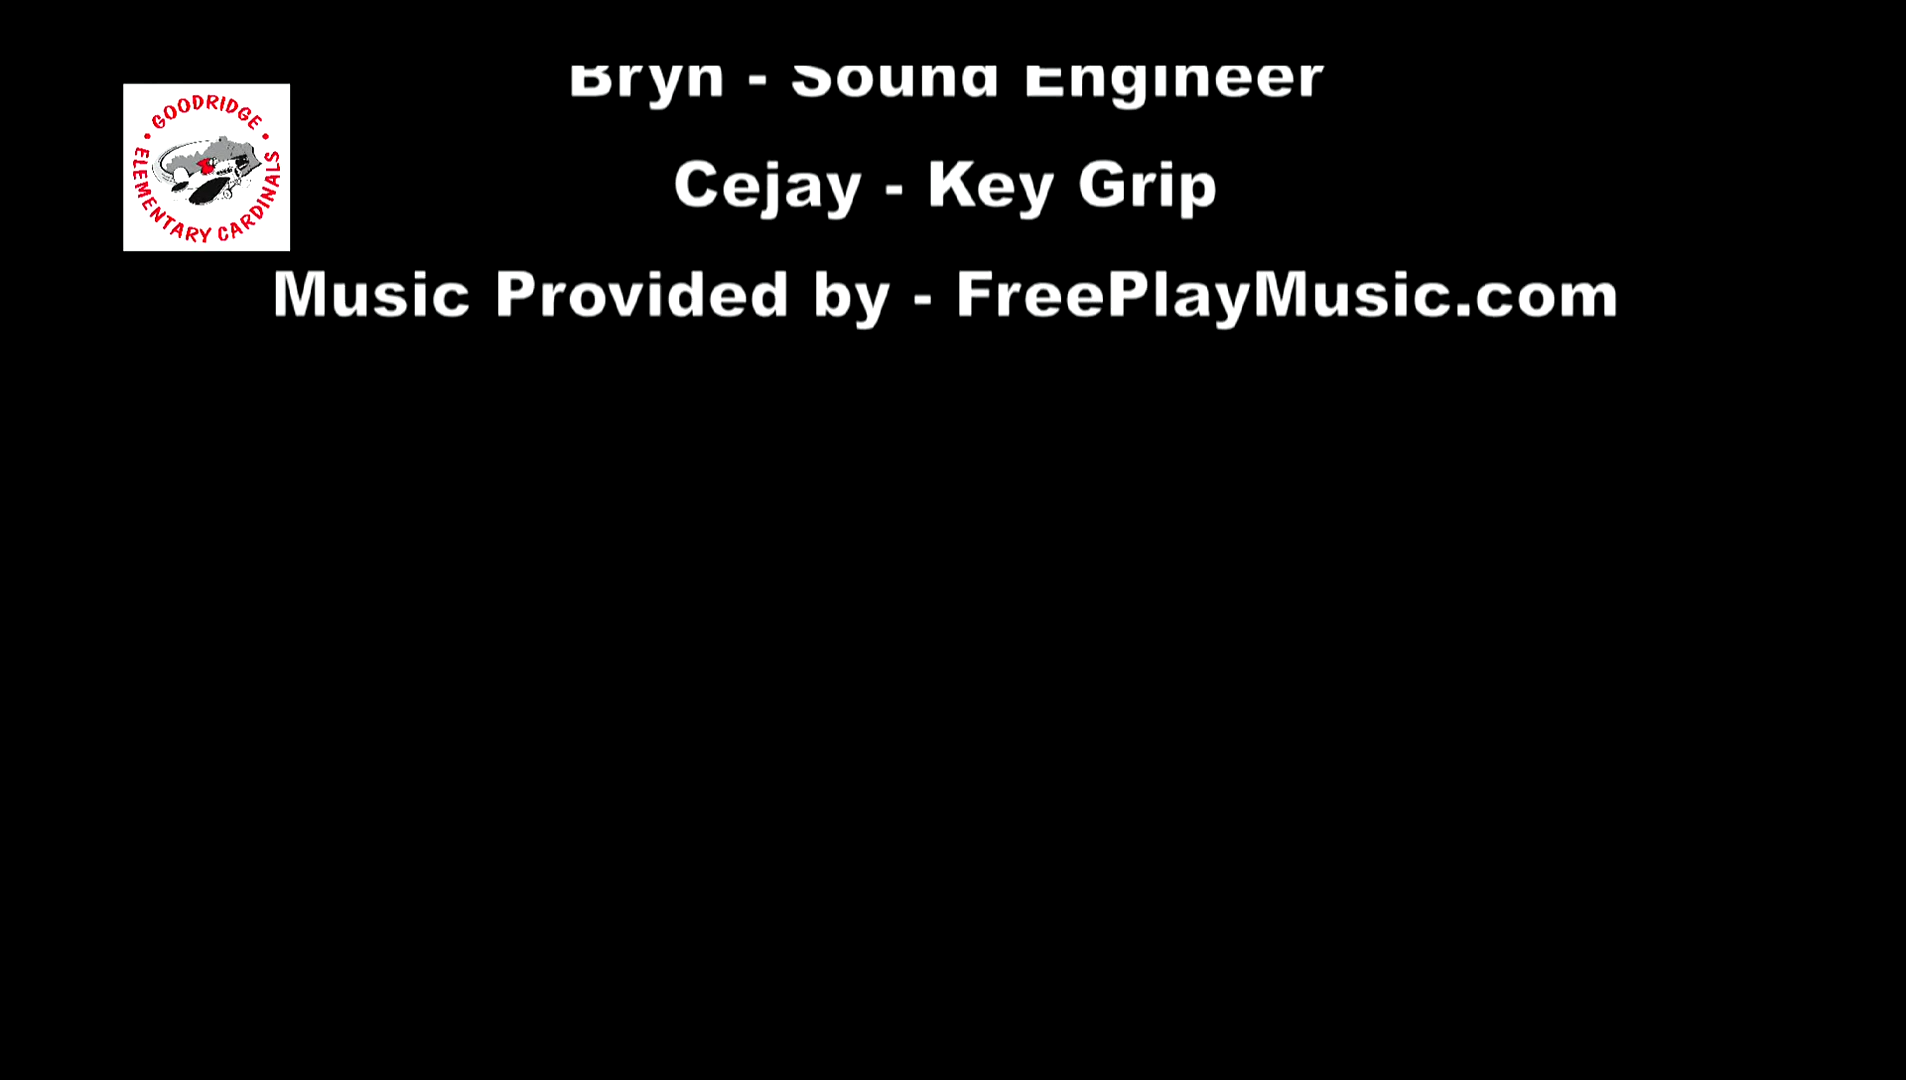 Bryn - Sound Engineer
GOODRIDGE
ELEMENTARY CARDINALS
Cejay - Key Grip
Music Provided by - FreePlayMusic.com